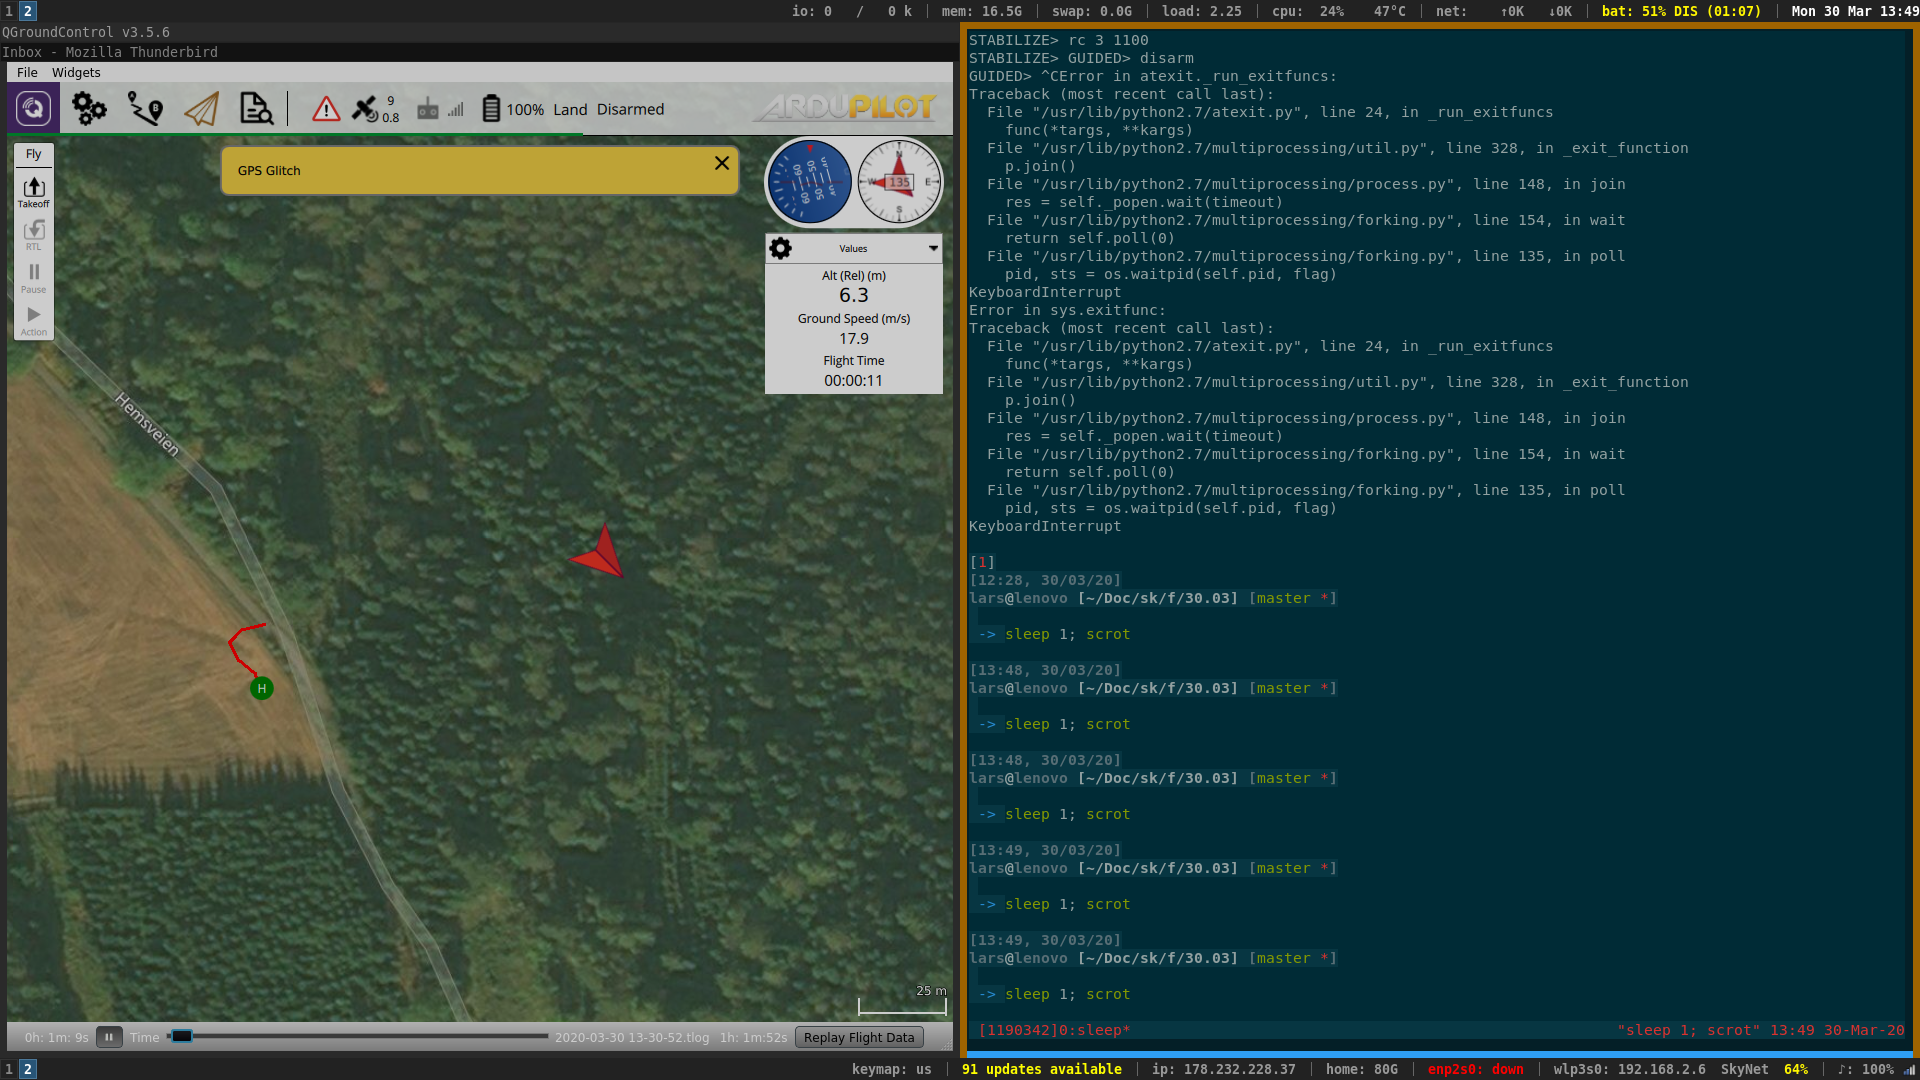 1 2
io: 0 / 0 k | mem: 16.5G | swap: 0.0G | load: 2.25 | cpu: 24% 47°C | net: ↑0K ↓0K | bat: 51% DIS (01:07) | Mon 30 Mar 13:49
QGroundControl v3.5.6
Inbox - Mozilla Thunderbird
File Widgets
9
0.8
100% Land Disarmed
ARDUPILOT
Fly
Takeoff
RTL
Pause
Action
GPS Glitch
N
W 135 E
S
Values
Alt (Rel) (m)
6.3
Ground Speed (m/s)
17.9
Flight Time
00:00:11
Hemsveien
H
25 m
0h: 1m: 9s Time 2020-03-30 13-30-52.tlog 1h: 1m:52s Replay Flight Data
STABILIZE> rc 3 1100
STABILIZE> GUIDED> disarm
GUIDED> ^CError in atexit._run_exitfuncs:
Traceback (most recent call last):
  File "/usr/lib/python2.7/atexit.py", line 24, in _run_exitfuncs
    func(*targs, **kargs)
  File "/usr/lib/python2.7/multiprocessing/util.py", line 328, in _exit_function
    p.join()
  File "/usr/lib/python2.7/multiprocessing/process.py", line 148, in join
    res = self._popen.wait(timeout)
  File "/usr/lib/python2.7/multiprocessing/forking.py", line 154, in wait
    return self.poll(0)
  File "/usr/lib/python2.7/multiprocessing/forking.py", line 135, in poll
    pid, sts = os.waitpid(self.pid, flag)
KeyboardInterrupt
Error in sys.exitfunc:
Traceback (most recent call last):
  File "/usr/lib/python2.7/atexit.py", line 24, in _run_exitfuncs
    func(*targs, **kargs)
  File "/usr/lib/python2.7/multiprocessing/util.py", line 328, in _exit_function
    p.join()
  File "/usr/lib/python2.7/multiprocessing/process.py", line 148, in join
    res = self._popen.wait(timeout)
  File "/usr/lib/python2.7/multiprocessing/forking.py", line 154, in wait
    return self.poll(0)
  File "/usr/lib/python2.7/multiprocessing/forking.py", line 135, in poll
    pid, sts = os.waitpid(self.pid, flag)
KeyboardInterrupt
[1]
[12:28, 30/03/20]
lars@lenovo [~/Doc/sk/f/30.03] [master *]
-> sleep 1; scrot
[13:48, 30/03/20]
lars@lenovo [~/Doc/sk/f/30.03] [master *]
-> sleep 1; scrot
[13:48, 30/03/20]
lars@lenovo [~/Doc/sk/f/30.03] [master *]
-> sleep 1; scrot
[13:49, 30/03/20]
lars@lenovo [~/Doc/sk/f/30.03] [master *]
-> sleep 1; scrot
[13:49, 30/03/20]
lars@lenovo [~/Doc/sk/f/30.03] [master *]
-> sleep 1; scrot
[1190342]0:sleep* "sleep 1; scrot" 13:49 30-Mar-20
1 2
keymap: us | 91 updates available | ip: 178.232.228.37 | home: 80G | enp2s0: down | wlp3s0: 192.168.2.6 SkyNet 64% | ♪: 100%